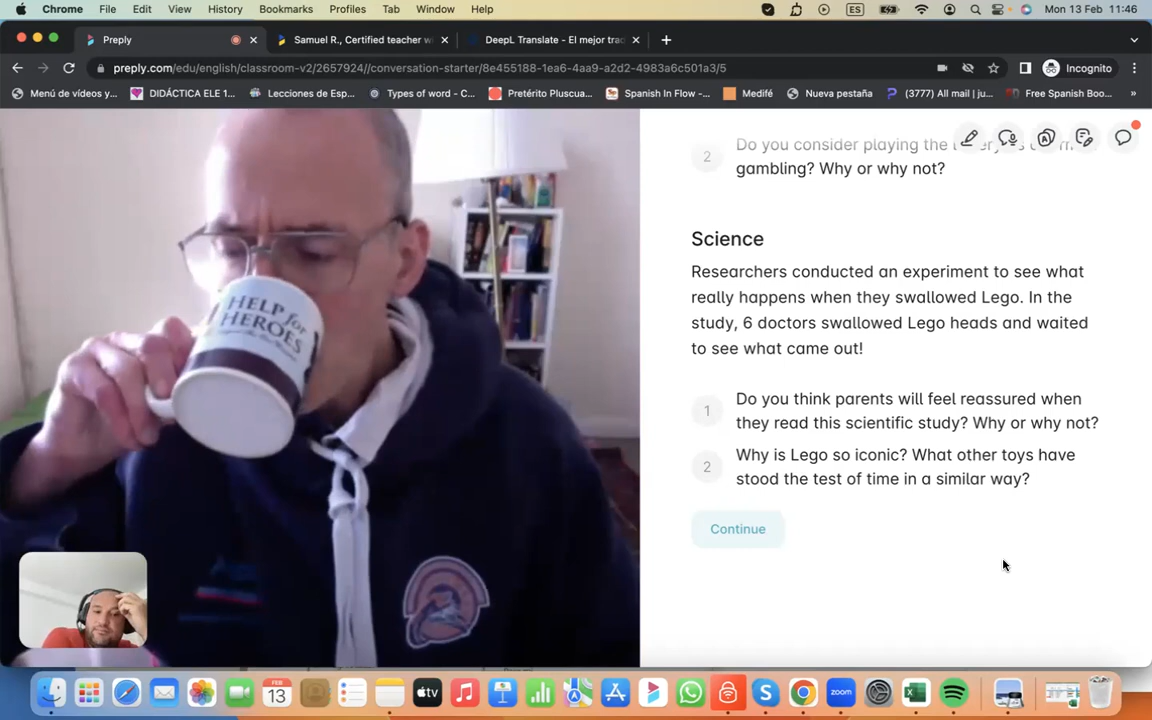 Chrome File Edit View History Bookmarks Profiles Tab Window Help ES Mon 13 Feb 11:46
Preply Samuel R., Certified teacher w DeepL Translate - El mejor trad
preply.com/edu/english/classroom-v2/2657924//conversation-starter/8e455188-1ea6-4aa9-a2d2-4983a6c501a3/5 Incognito
Menú de vídeos y... DIDÁCTICA ELE 1... Lecciones de Esp... Types of word - C... Pretérito Pluscua... Spanish In Flow -... Medifé Nueva pestaña (3777) All mail | ju... Free Spanish Boo... »
2 Do you consider playing the
gambling? Why or why not?
Science
Researchers conducted an experiment to see what
really happens when they swallowed Lego. In the
study, 6 doctors swallowed Lego heads and waited
to see what came out!
1 Do you think parents will feel reassured when
they read this scientific study? Why or why not?
2 Why is Lego so iconic? What other toys have
stood the test of time in a similar way?
Continue
HELP for
HEROES
FEB
13
tv
zoom